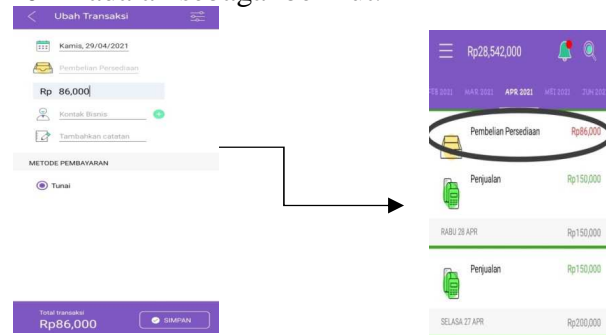 Ubah Transaksi
Kamis, 29/04/2021
Pembelian Persediaan
Rp 86,000
Kontak Bisnis
Tambahkan catatan
METODE PEMBAYARAN
Tunai
Total transaksi
Rp86,000
SIMPAN
Rp28,542,000
MAR 2021 APR 2021 MEI 2021
Pembelian Persediaan Rp86,000
Penjualan Rp150,000
RABU 28 APR Rp150,000
Penjualan Rp150,000
SELASA 27 APR Rp200,000